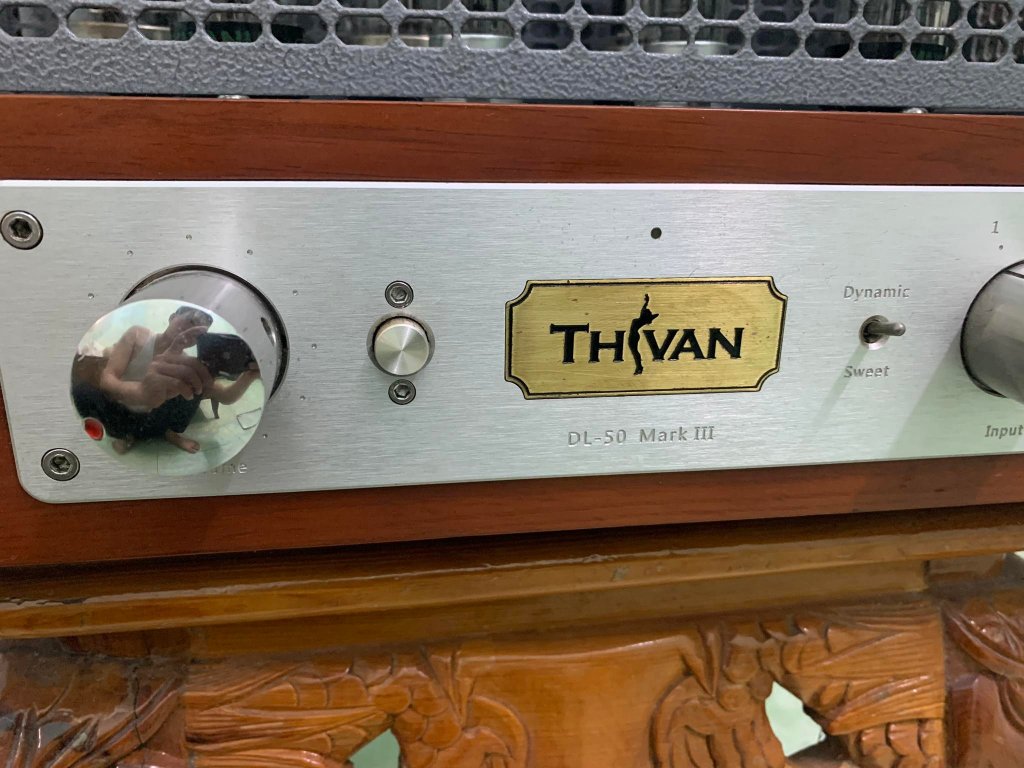 1
Dynamic
THIVAN
Sweet
DL-50 Mark III
Input